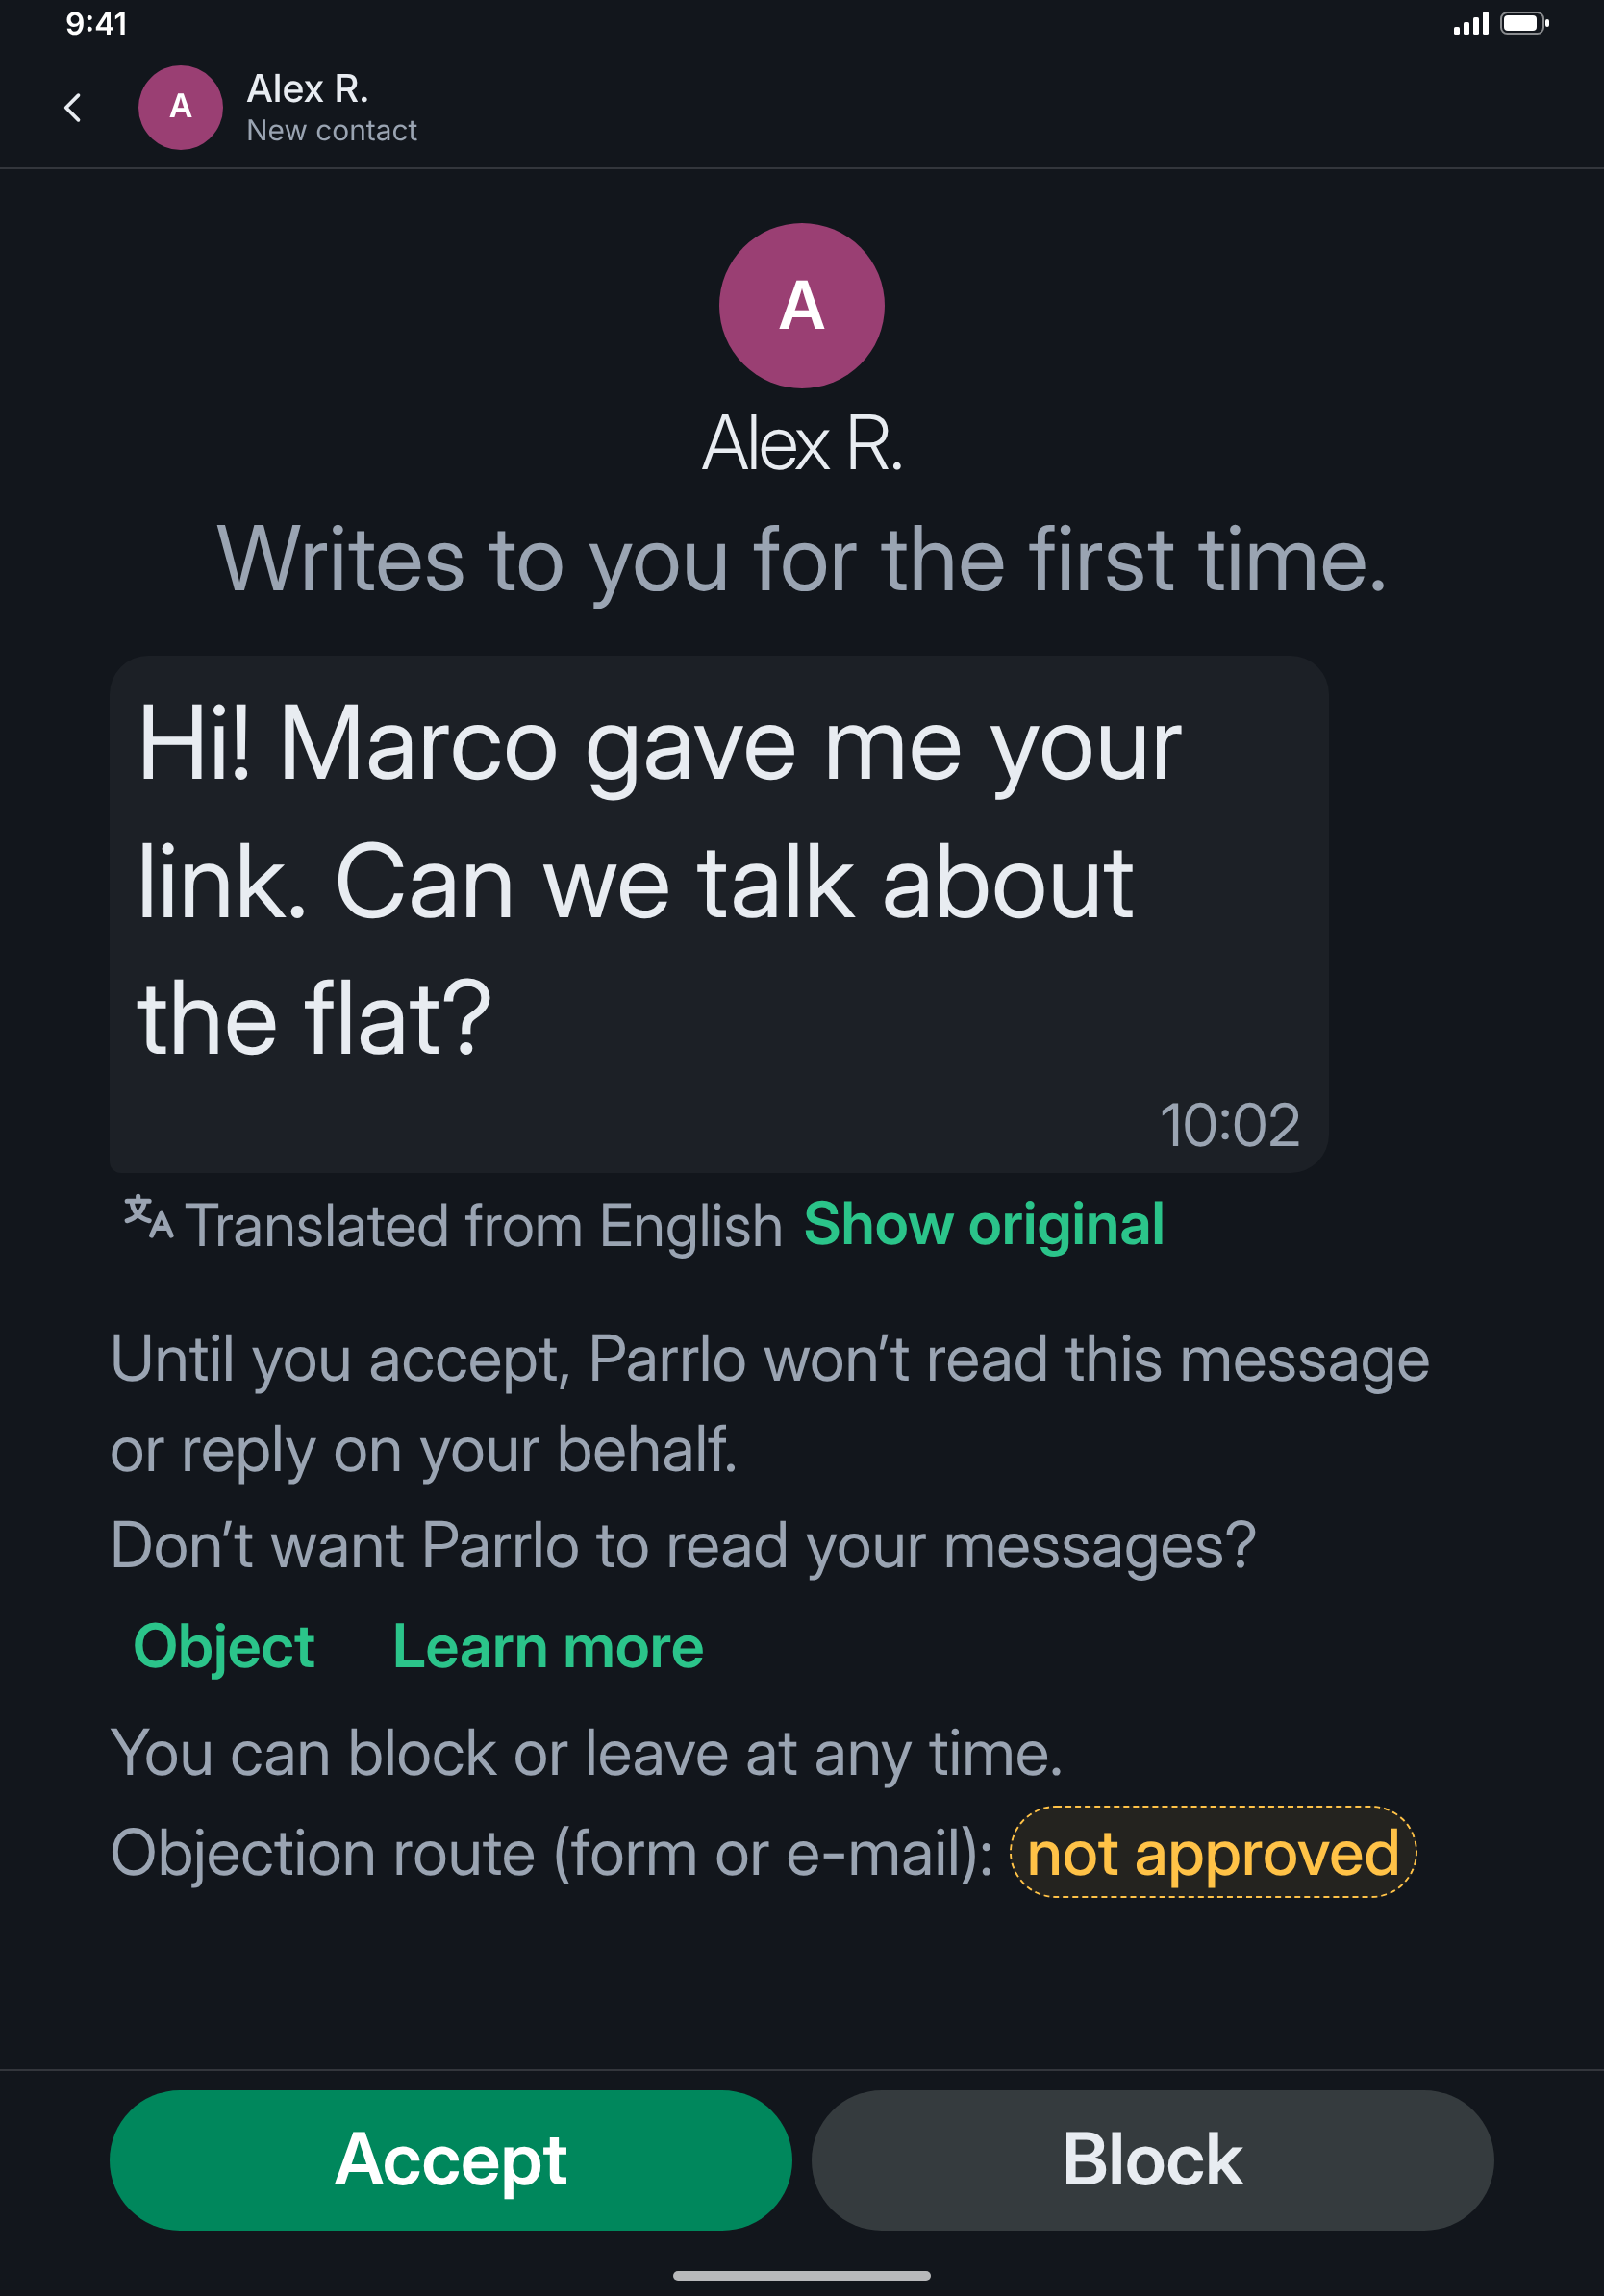 9:41
A
Alex R.
New contact
A
Alex R.
Writes to you for the first time.
Hi! Marco gave me your
link. Can we talk about
the flat?
10:02
Translated from English Show original
Until you accept, Parrlo won’t read this message
or reply on your behalf.
Don’t want Parrlo to read your messages?
Object Learn more
You can block or leave at any time.
Objection route (form or e-mail): not approved
Accept Block